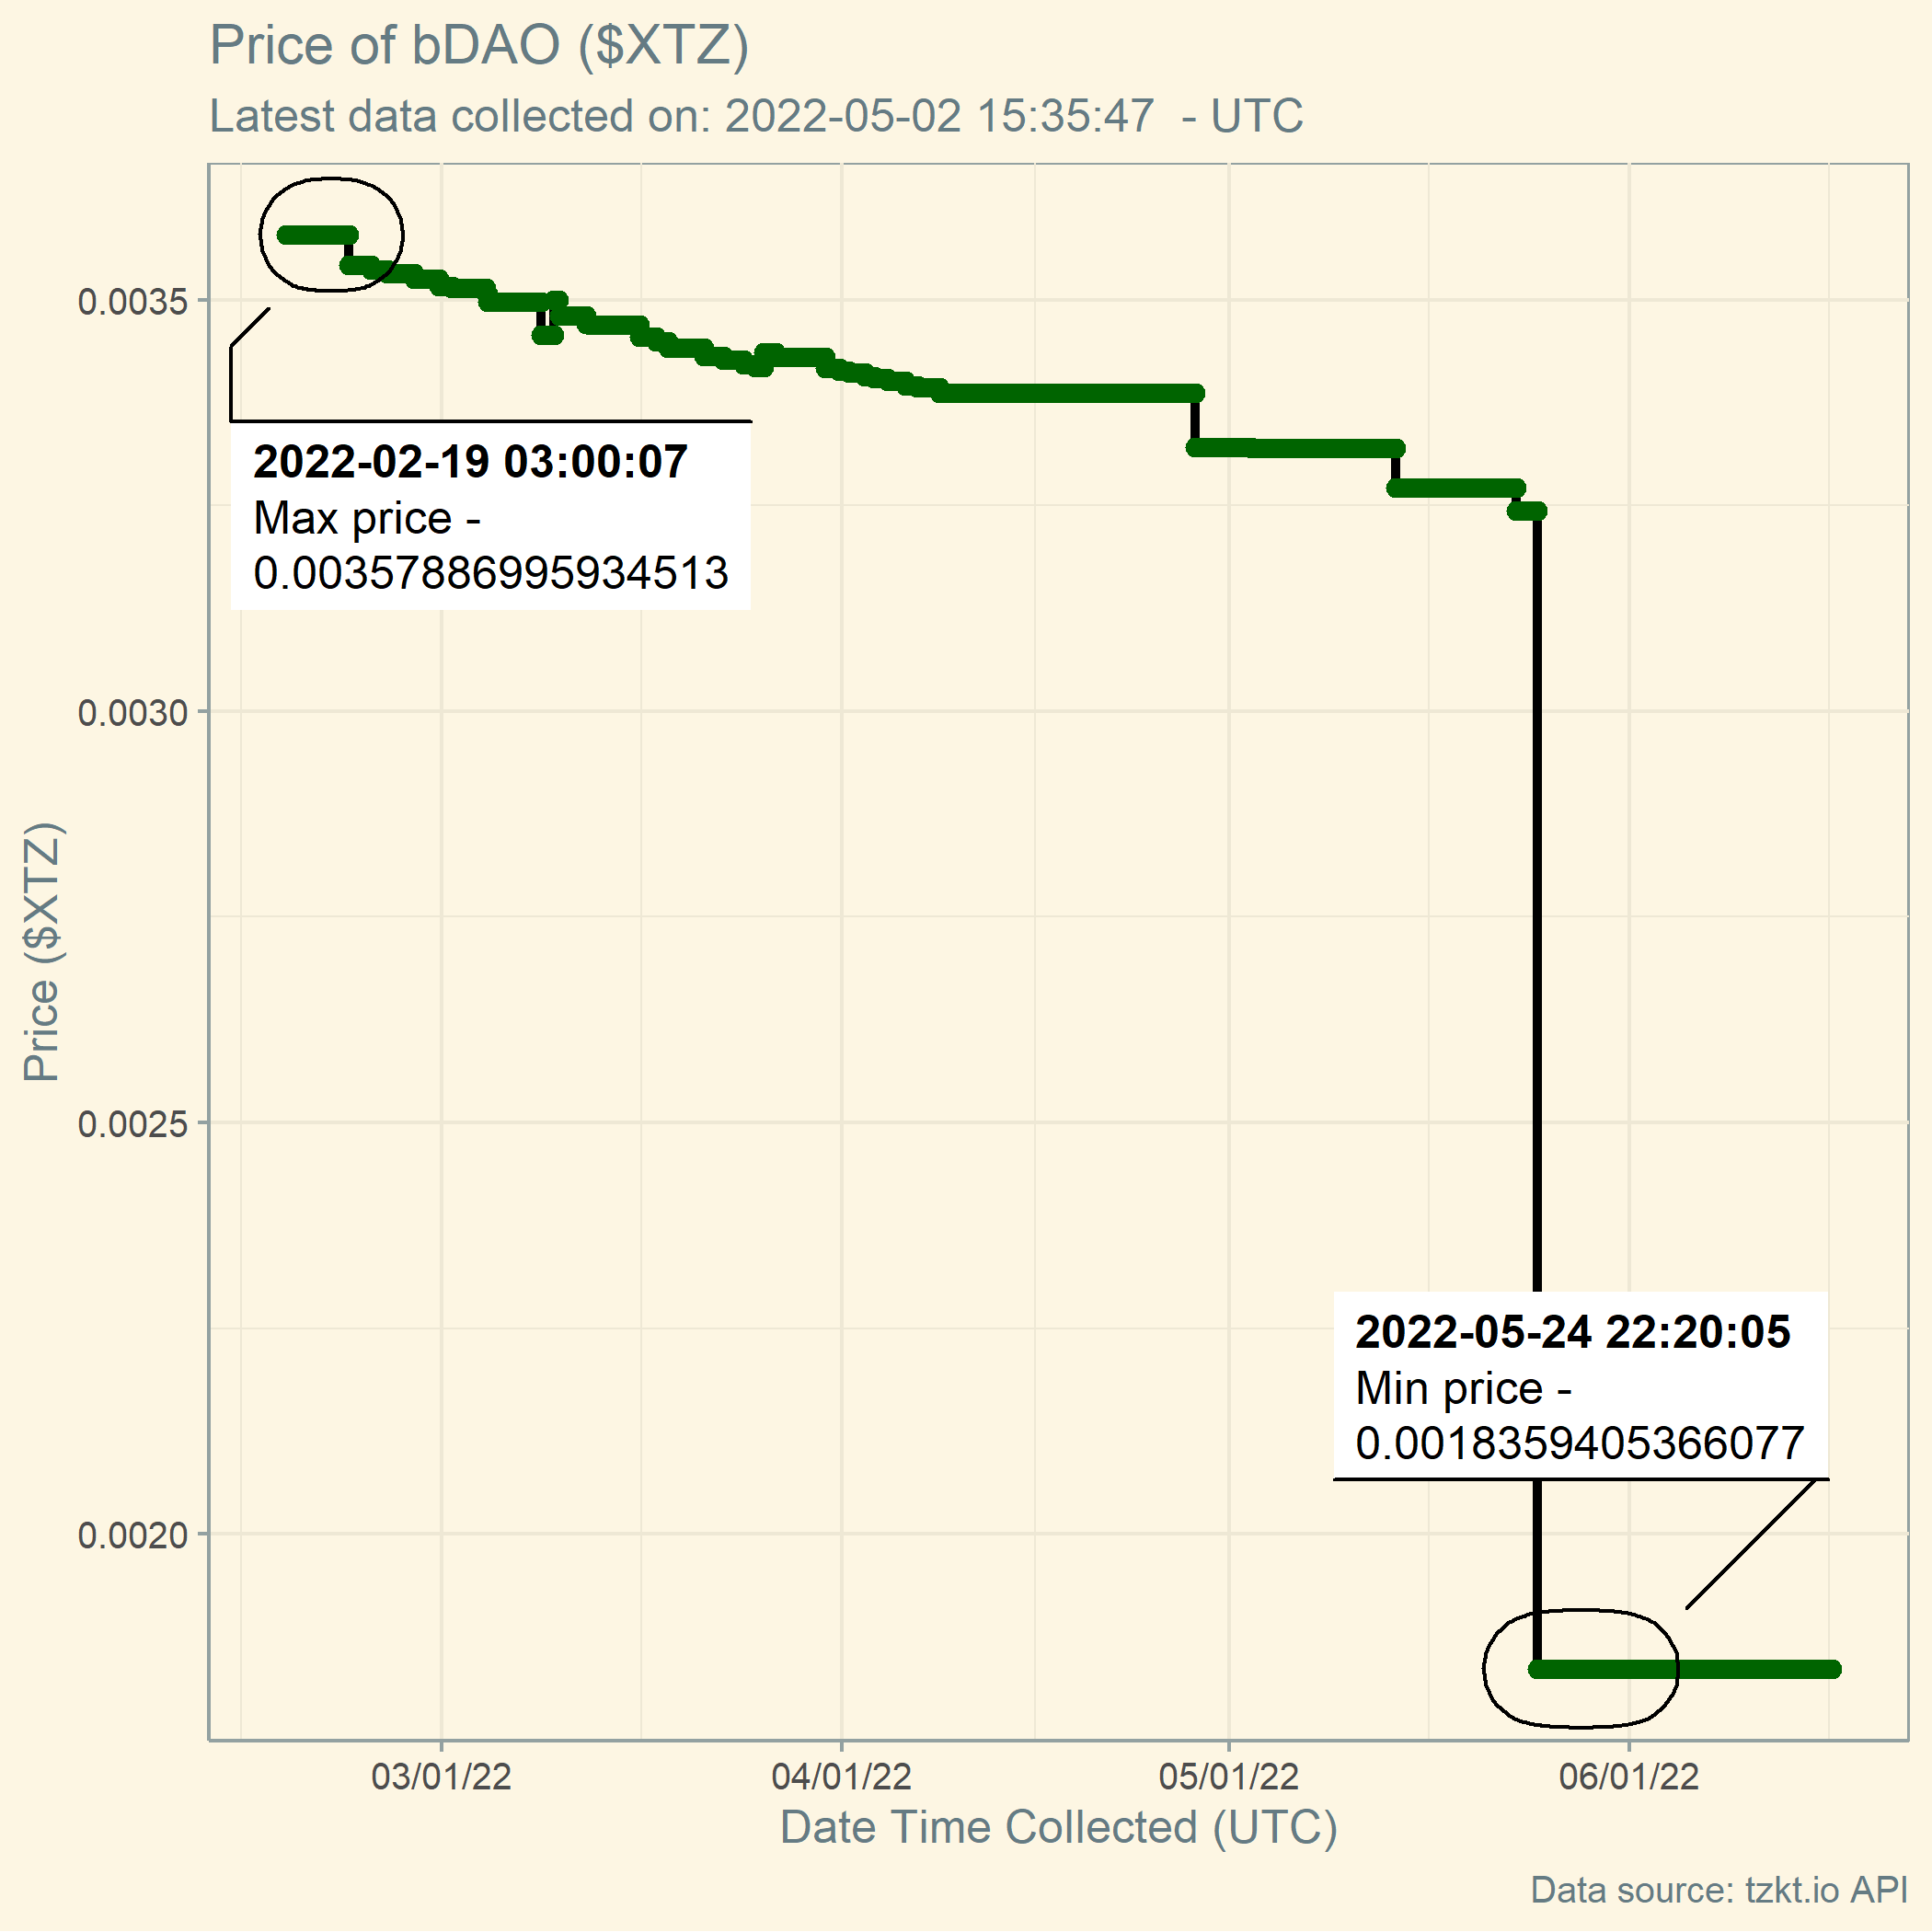 Price of bDAO ($XTZ)
Latest data collected on: 2022-05-02 15:35:47 - UTC
0.0035
0.0030
0.0025
0.0020
Price ($XTZ)
2022-02-19 03:00:07
Max price -
0.00357886995934513
2022-05-24 22:20:05
Min price -
0.0018359405366077
03/01/22
04/01/22
05/01/22
06/01/22
Date Time Collected (UTC)
Data source: tzkt.io API